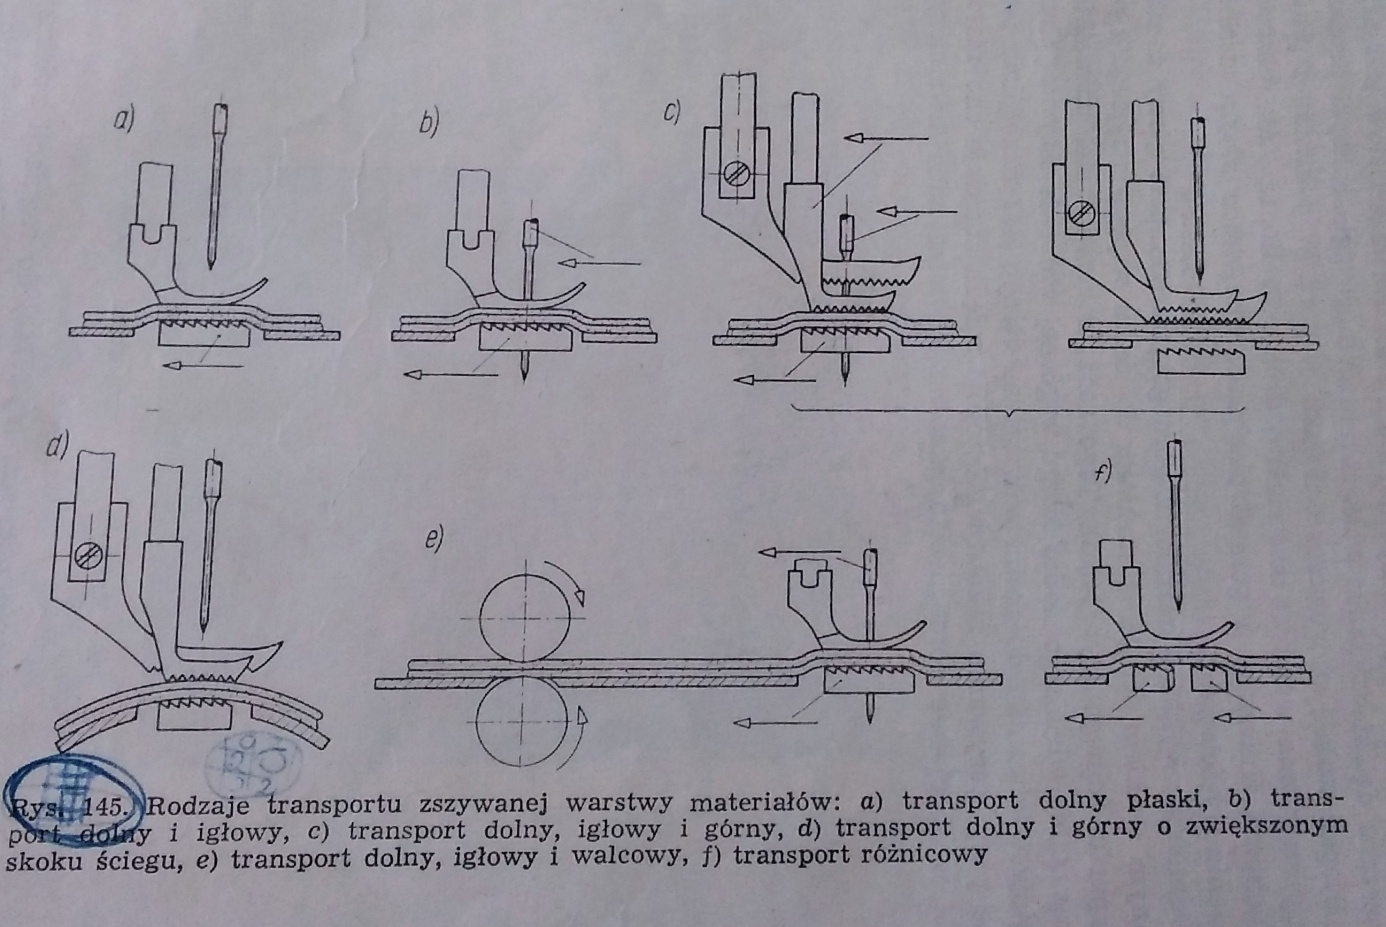 a)
b)
c)
d)
e)
f)
Rys. 145. Rodzaje transportu zszywanej warstwy materiałów: a) transport dolny płaski, b) trans-
port dolny i igłowy, c) transport dolny, igłowy i górny, d) transport dolny i górny o zwiększonym
skoku ściegu, e) transport dolny, igłowy i walcowy, f) transport różnicowy